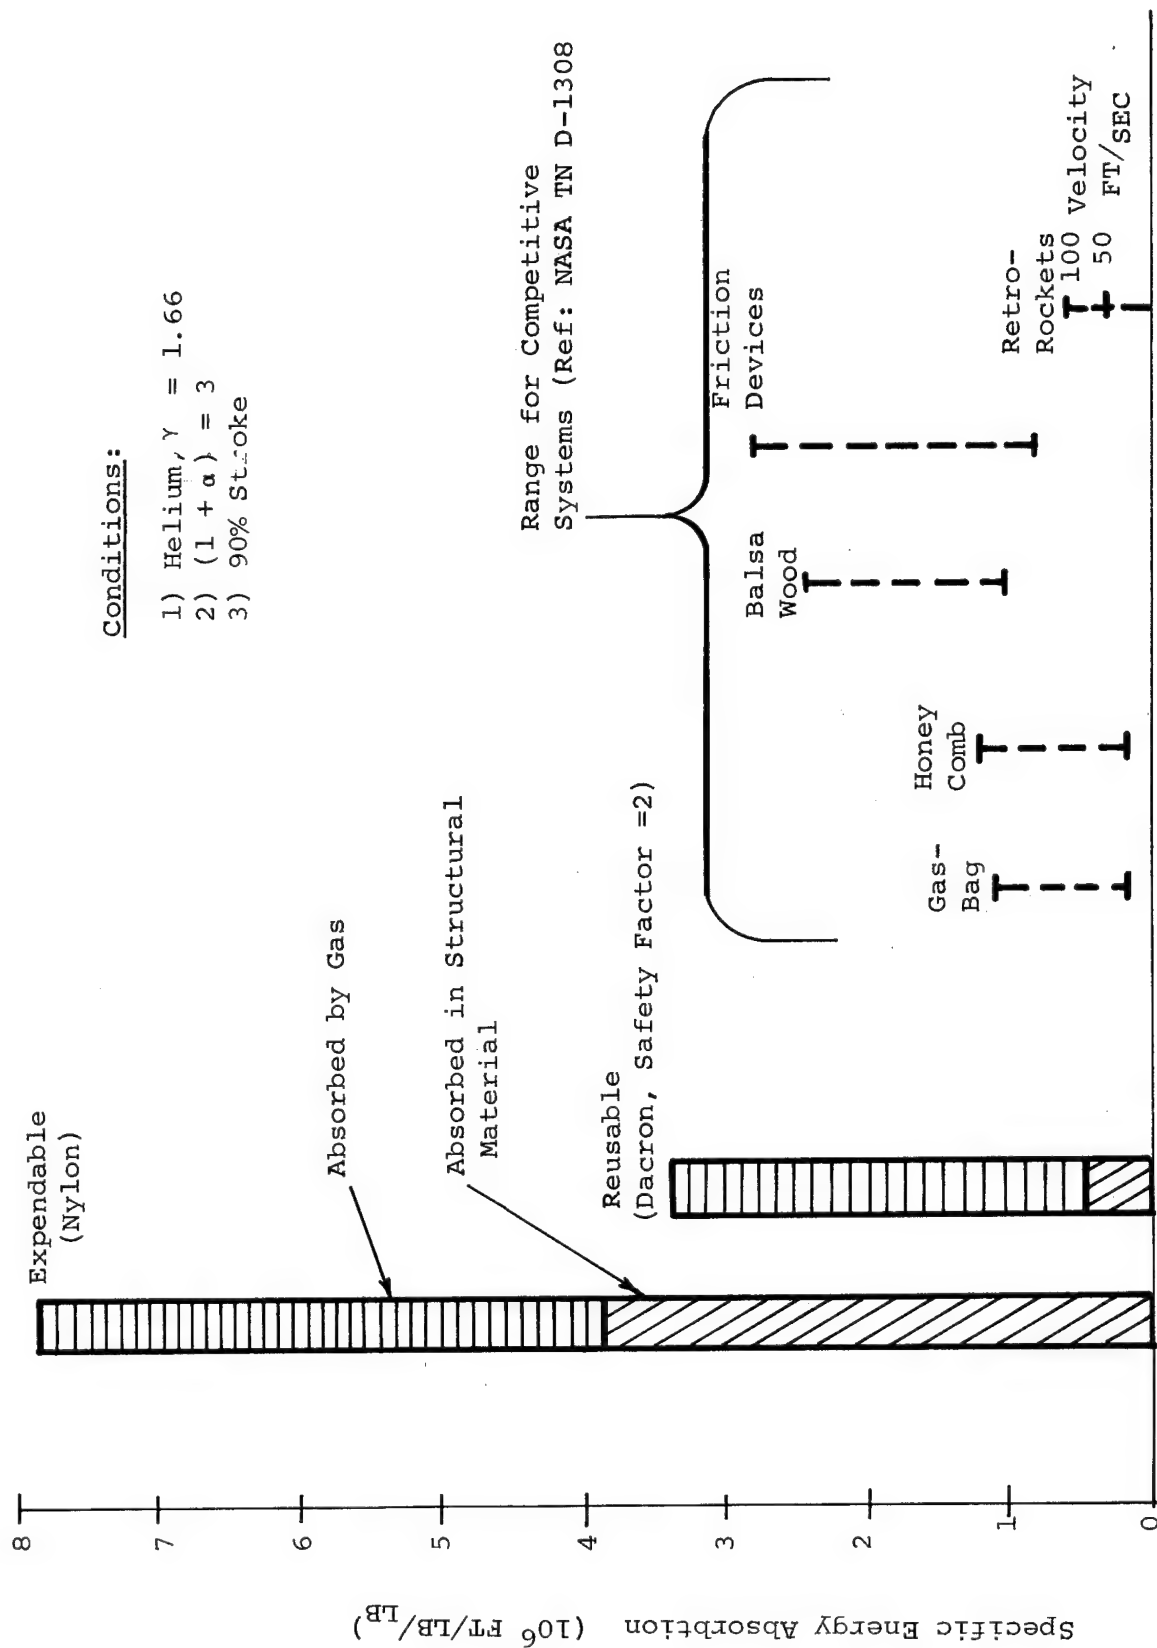 Conditions:
1) Helium, γ = 1.66
2) (1 + α) = 3
3) 90% Stroke
Expendable
(Nylon)
Absorbed by Gas
Absorbed in Structural
Material
Reusable
(Dacron, Safety Factor =2)
Range for Competitive
Systems (Ref: NASA TN D-1308
Gas-
Bag
Honey
Comb
Balsa
Wood
Friction
Devices
Retro-
Rockets
100 Velocity
50 FT/SEC
8
7
6
5
4
3
2
1
0
Specific Energy Absorbtion (10⁶ FT/LB/LB)